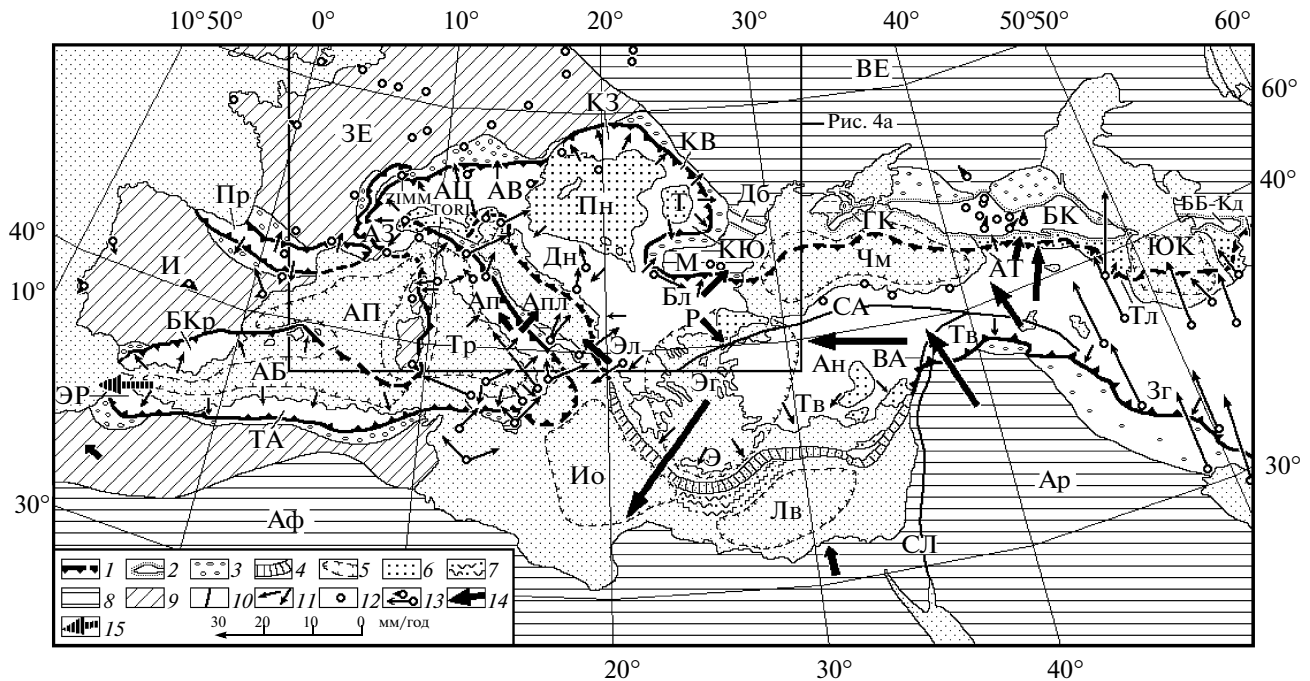 10° 50° 0° 10° 20° 30° 40° 50° 50° 60°
ВЕ
60°
КЗ
Рис. 4а
ЗЕ
КВ
АЦ АВ
ZIMM
TORI
Пн
Т
Дб
40°
Пр
АЗ
ГК
БК
ББ-Кд
40°
И
Дн
М
КЮ
Чм
АТ
ЮК
10°
БКр
АП
Ап
Апл
Бл
Р
СА
Тл
Тр
Эл
Ан
ВА
Тв
АБ
Эг
Тв
Зг
ЭР
ТА
Э
30°
Ио
Ар
30°
Аф
Лв
СЛ
1 2 3 4 5 6 7
8 9 10 11 12 13 14
15 30 20 10 0 мм/год
20° 30° 40°